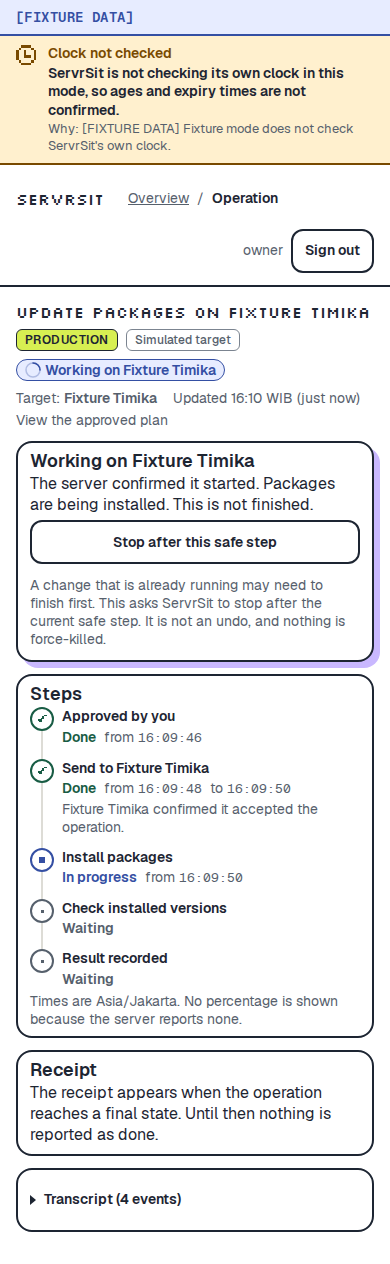 [FIXTURE DATA]
Clock not checked
ServrSit is not checking its own clock in this
mode, so ages and expiry times are not
confirmed.
Why: [FIXTURE DATA] Fixture mode does not check
ServrSit's own clock.
SERVRSIT Overview / Operation
owner Sign out
UPDATE PACKAGES ON FIXTURE TIMIKA
PRODUCTION Simulated target
Working on Fixture Timika
Target: Fixture Timika Updated 16:10 WIB (just now)
View the approved plan
Working on Fixture Timika
The server confirmed it started. Packages
are being installed. This is not finished.
Stop after this safe step
A change that is already running may need to
finish first. This asks ServrSit to stop after the
current safe step. It is not an undo, and nothing is
force-killed.
Steps
Approved by you
Done from 16:09:46
Send to Fixture Timika
Done from 16:09:48 to 16:09:50
Fixture Timika confirmed it accepted the
operation.
Install packages
In progress from 16:09:50
Check installed versions
Waiting
Result recorded
Waiting
Times are Asia/Jakarta. No percentage is shown
because the server reports none.
Receipt
The receipt appears when the operation
reaches a final state. Until then nothing is
reported as done.
Transcript (4 events)